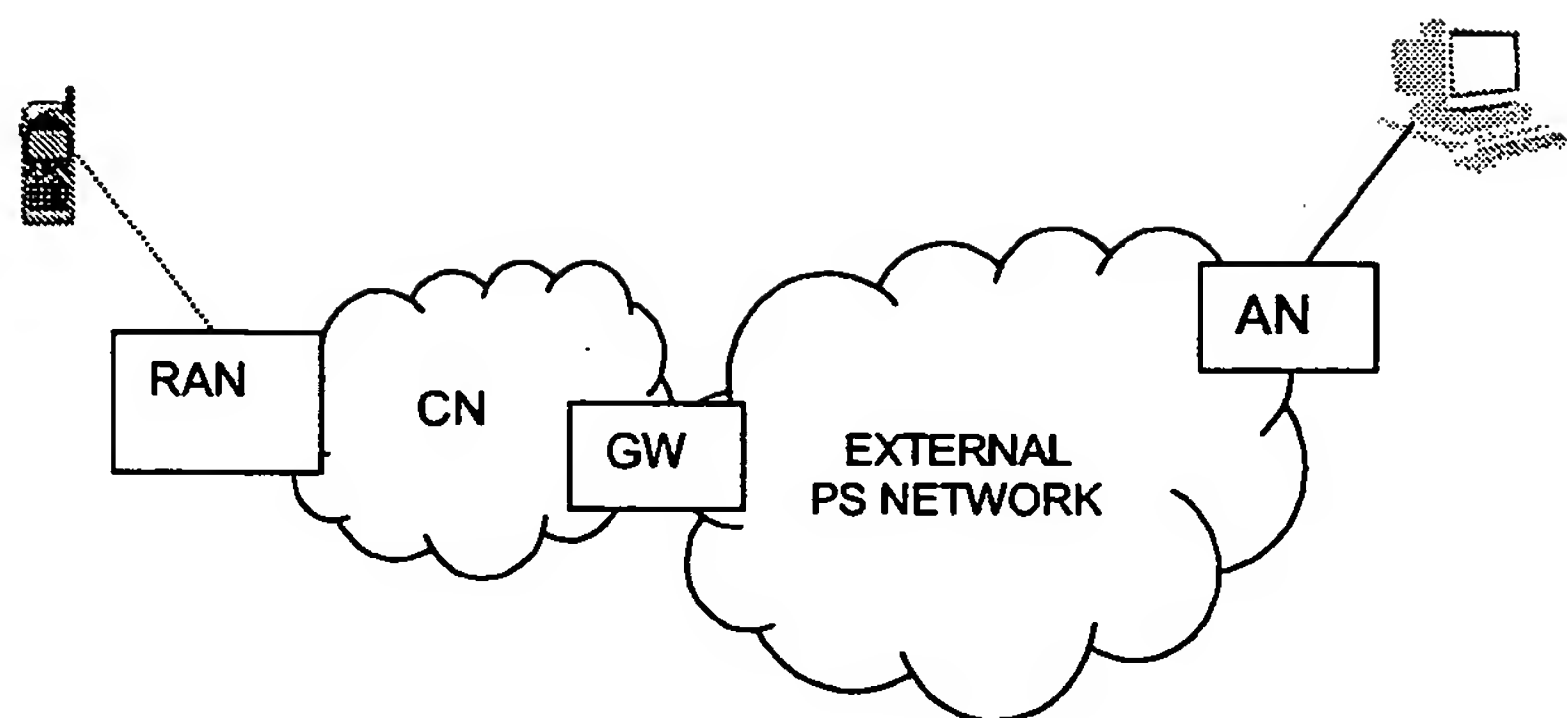 RAN
CN
GW
EXTERNAL
PS NETWORK
AN